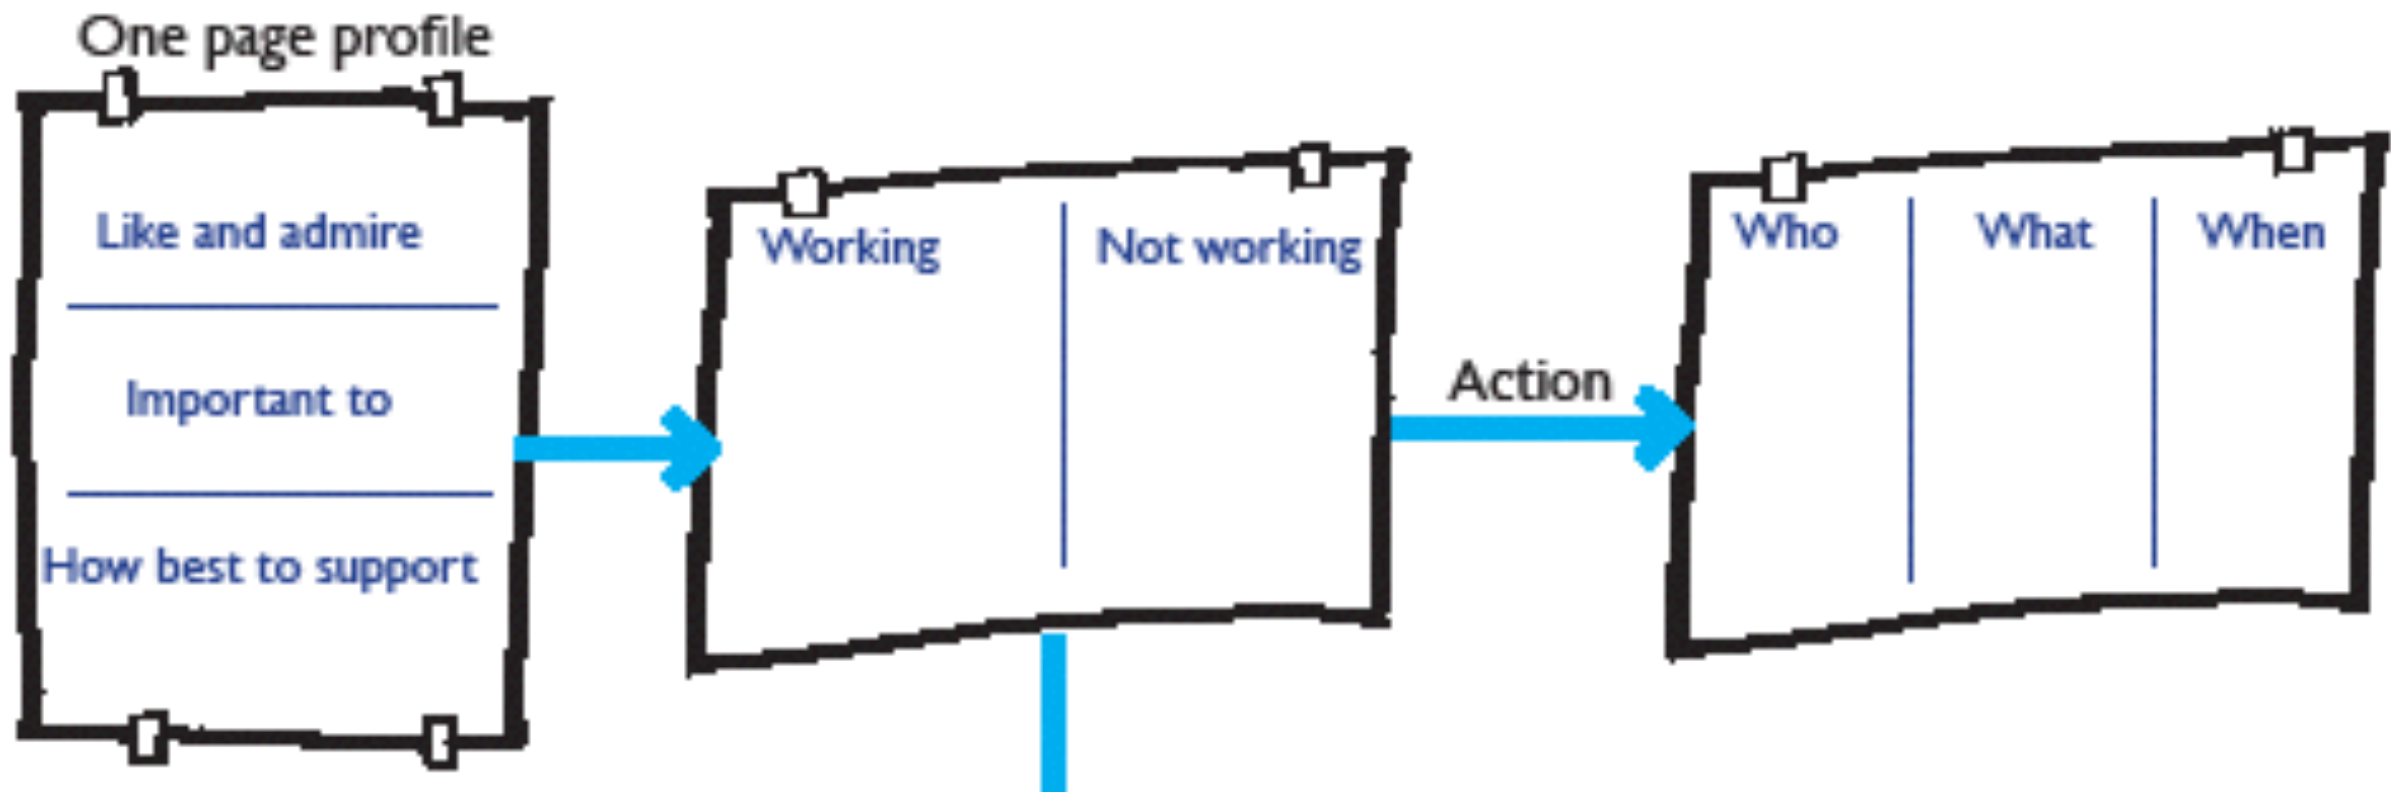 One page profile
Like and admire
Important to
How best to support
Working
Not working
Action
Who
What
When